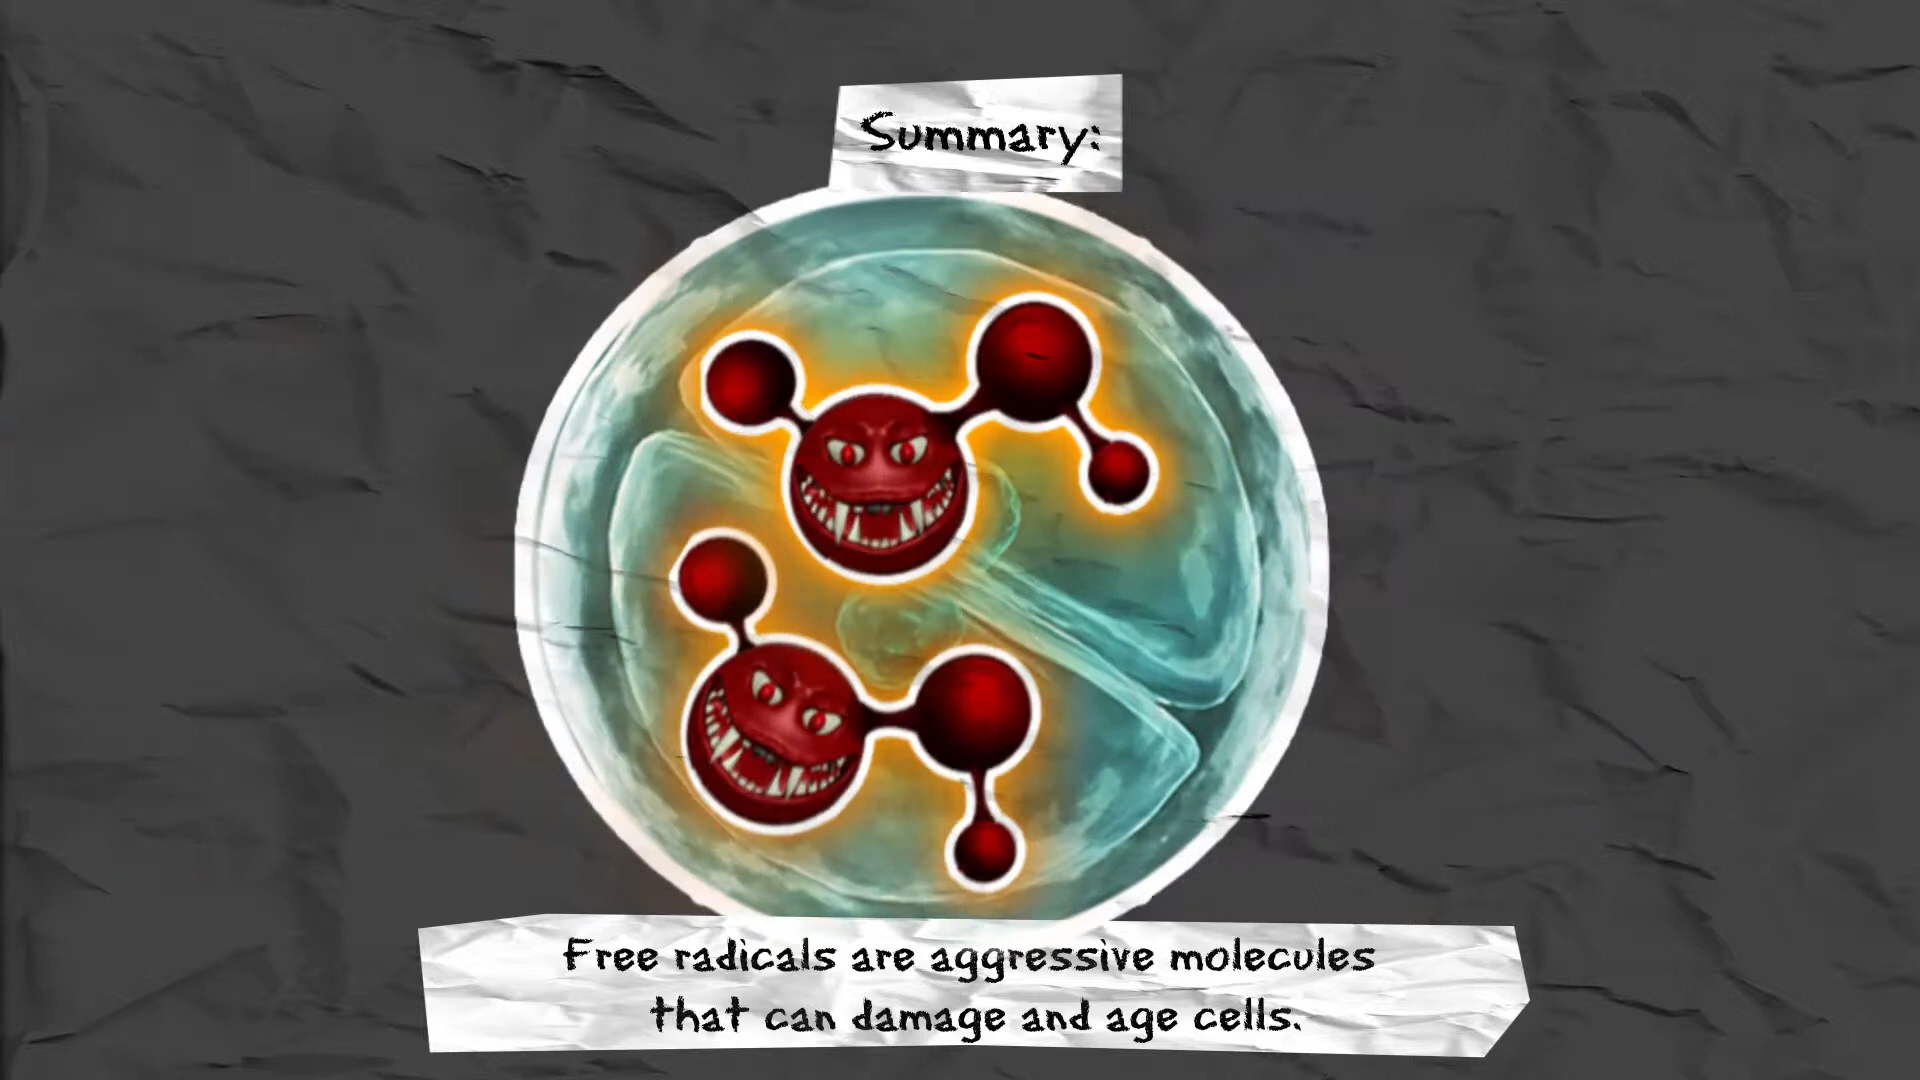 Summary:
Free radicals are aggressive molecules
that can damage and age cells.